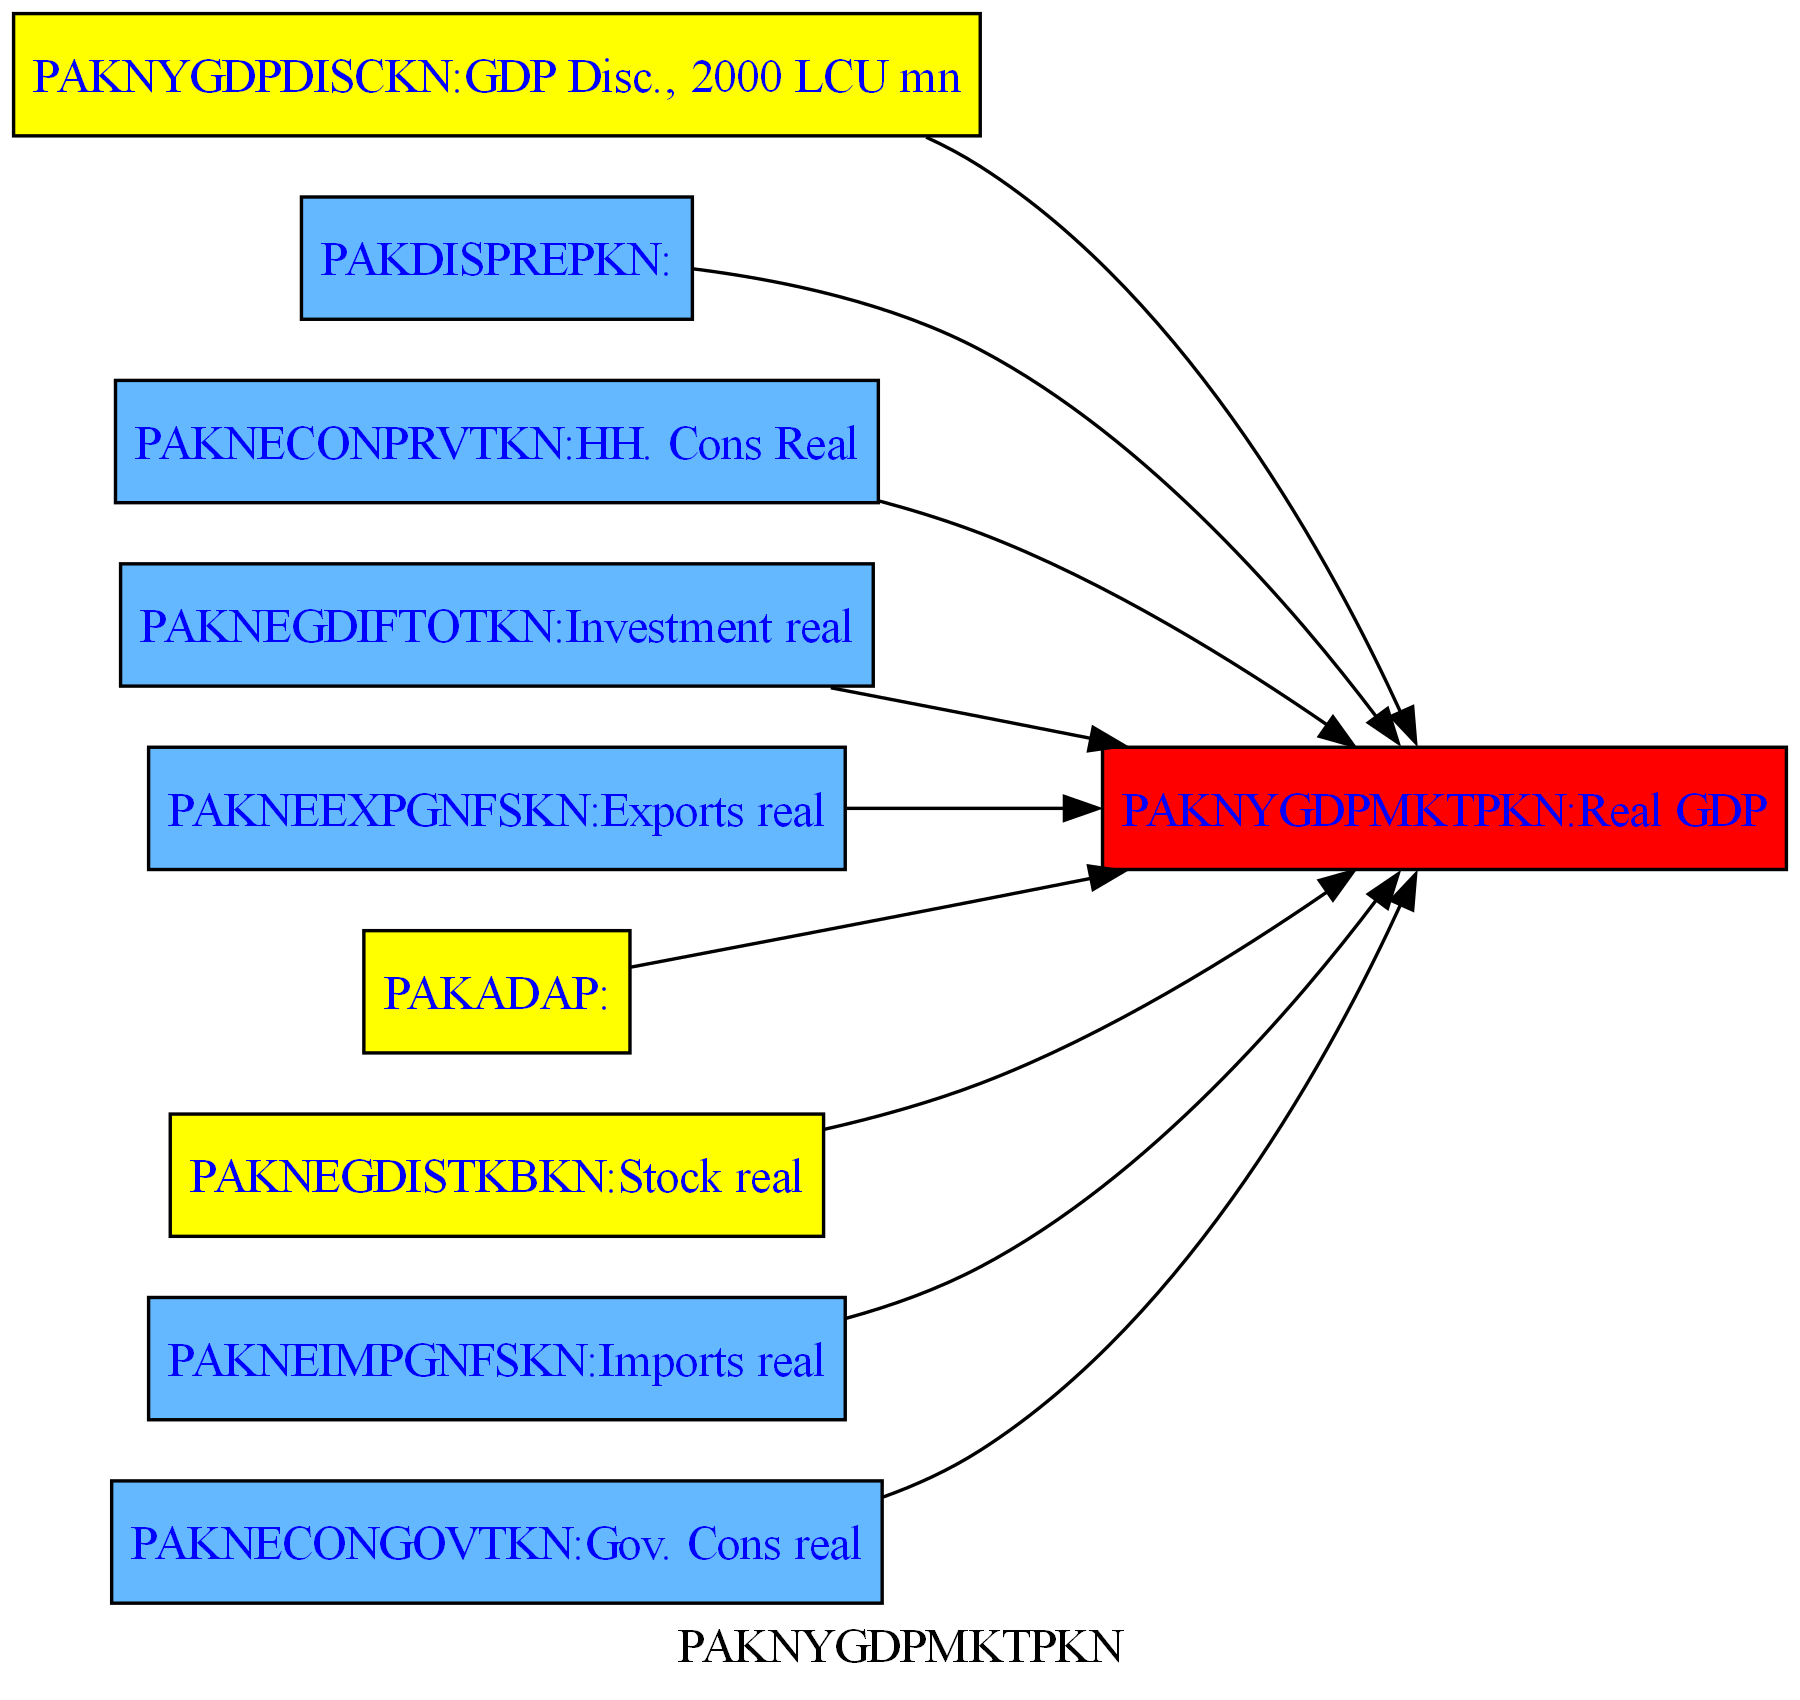 PAKNYGDPDISCKN:GDP Disc., 2000 LCU mn
PAKDISPREPKN:
PAKNECONPRVTKN:HH. Cons Real
PAKNEGDIFTOTKN:Investment real
PAKNEEXPGNFSKN:Exports real
PAKNYGDPMKTPKN:Real GDP
PAKADAP:
PAKNEGDISTKBKN:Stock real
PAKNEIMPGNFSKN:Imports real
PAKNECONGOVTKN:Gov. Cons real
PAKNYGDPMKTPKN